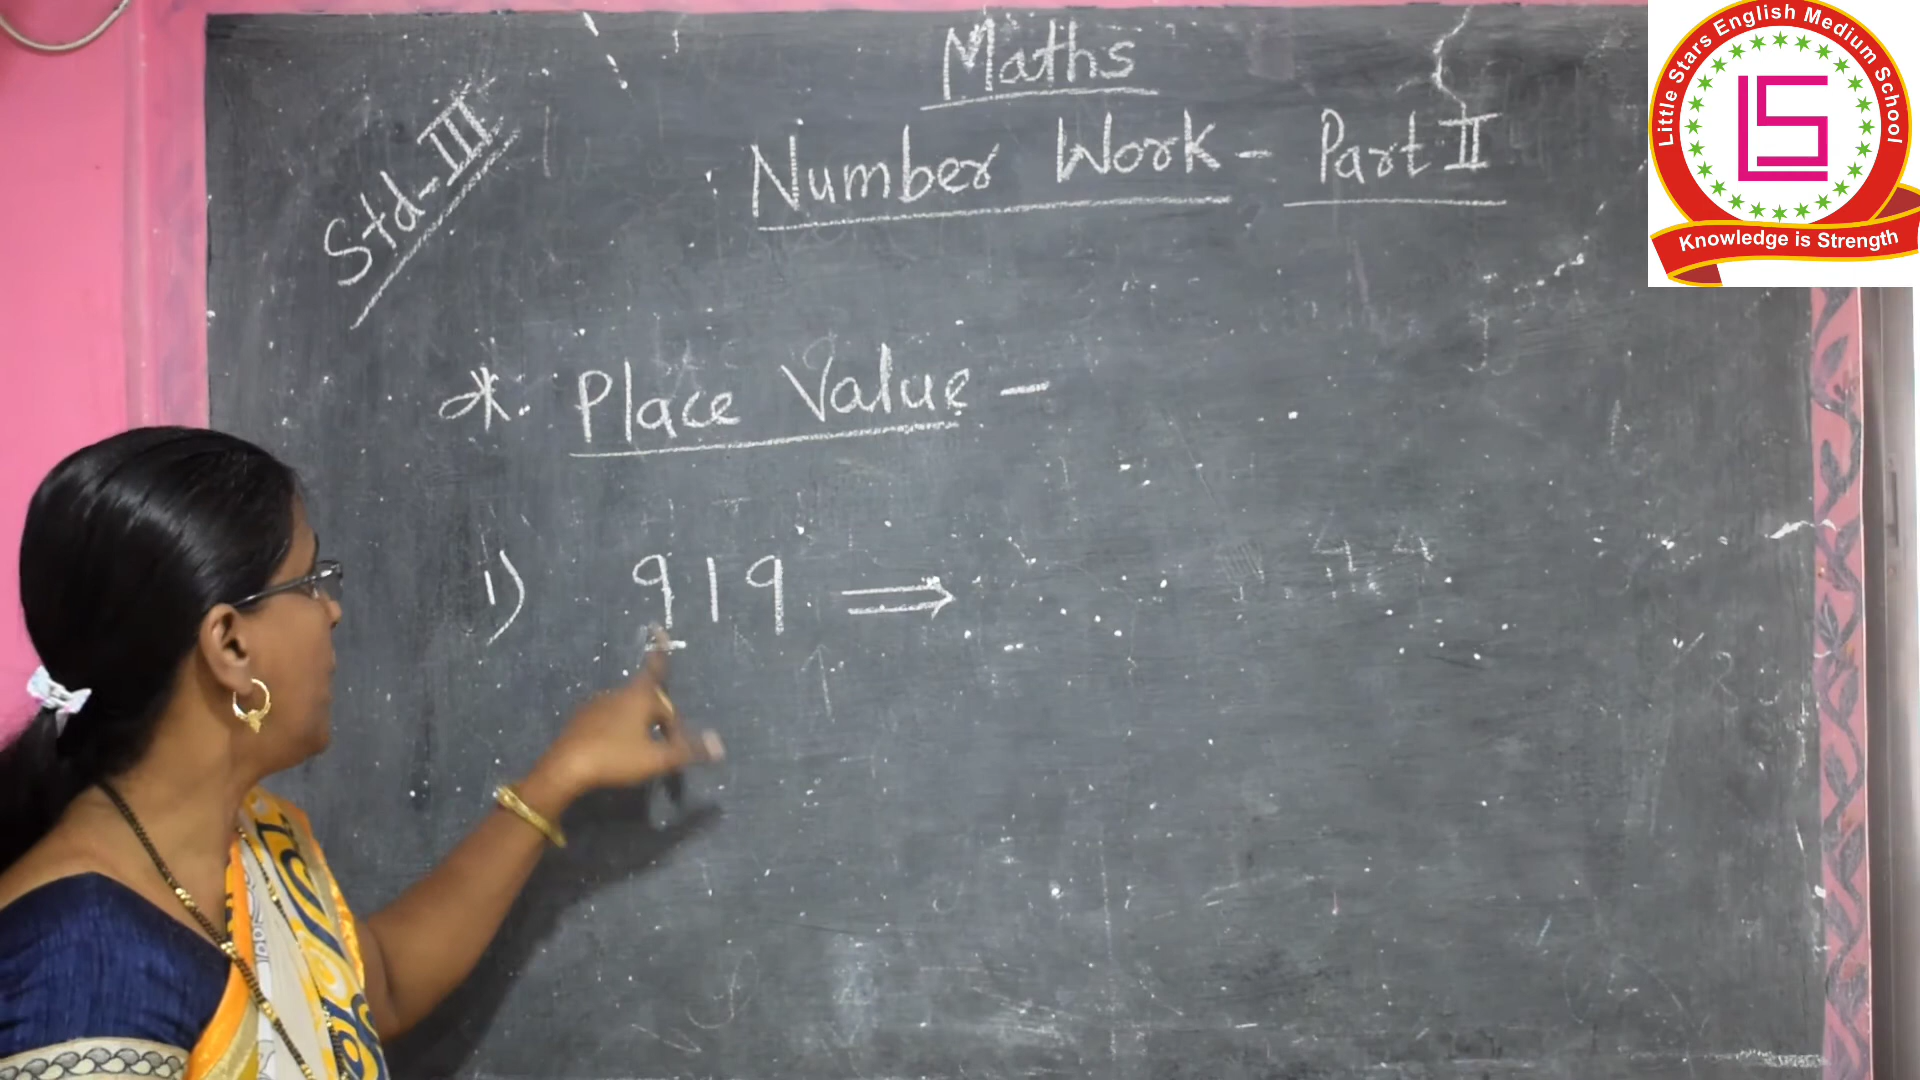 Maths
Std-III
Number Work - Part II
*. Place Value -
1) 919 ⇒
Little Stars English Medium School
LS
Knowledge is Strength